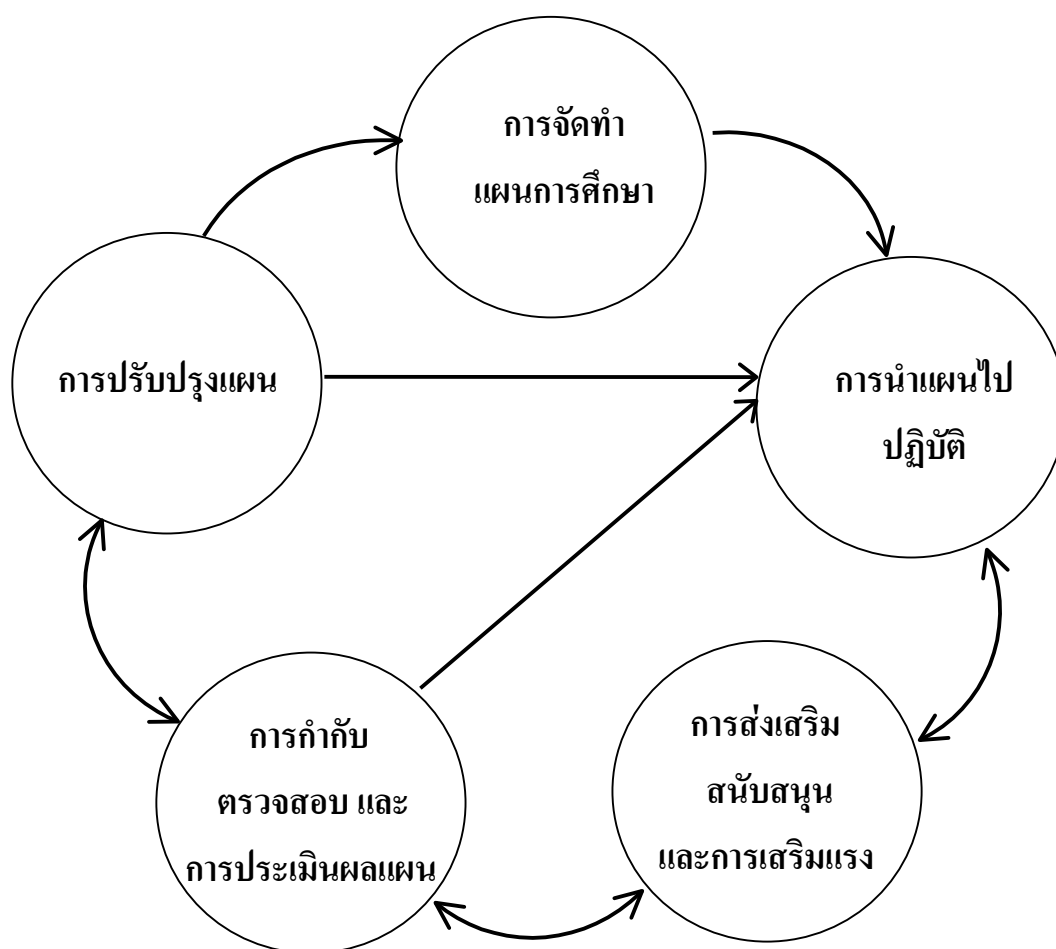 การจัดทำ
แผนการศึกษา
การปรับปรุงแผน
การนำแผนไป
ปฏิบัติ
การกำกับ
ตรวจสอบ และ
การประเมินผลแผน
การส่งเสริม
สนับสนุน
และการเสริมแรง